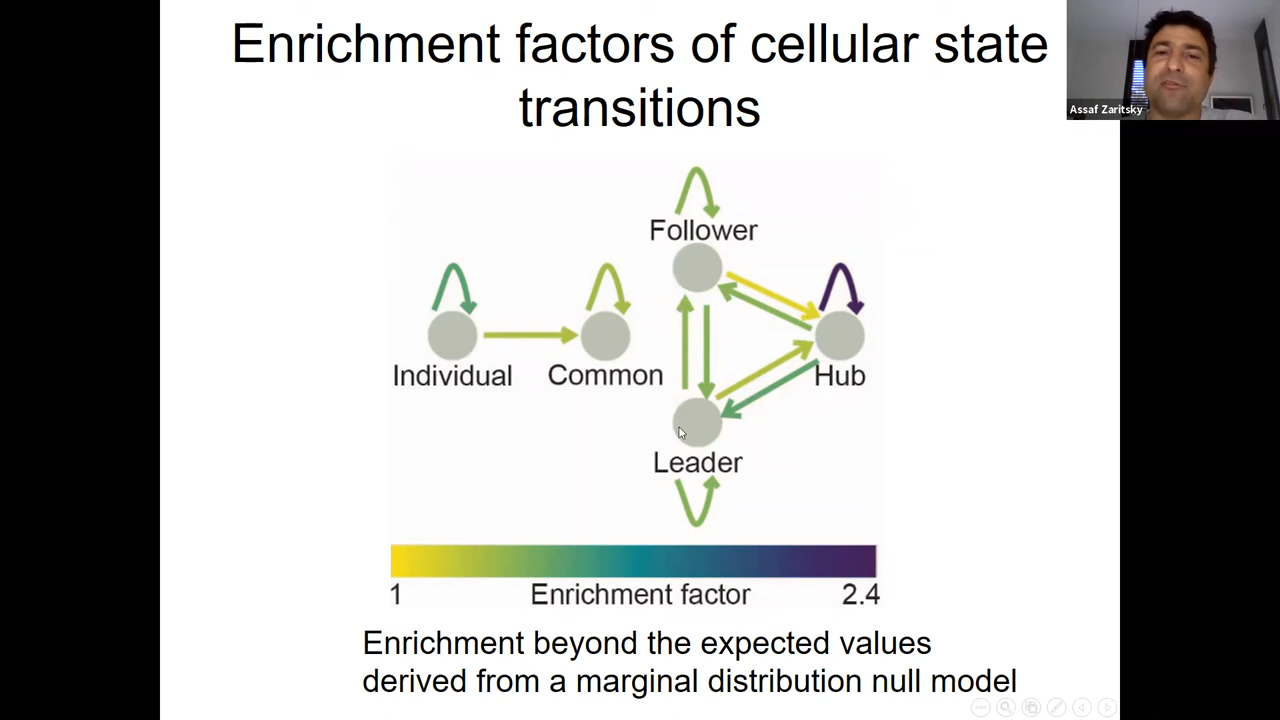 Enrichment factors of cellular state
transitions
Assaf Zaritsky
Follower
Individual
Common
Hub
Leader
1
Enrichment factor
2.4
Enrichment beyond the expected values
derived from a marginal distribution null model